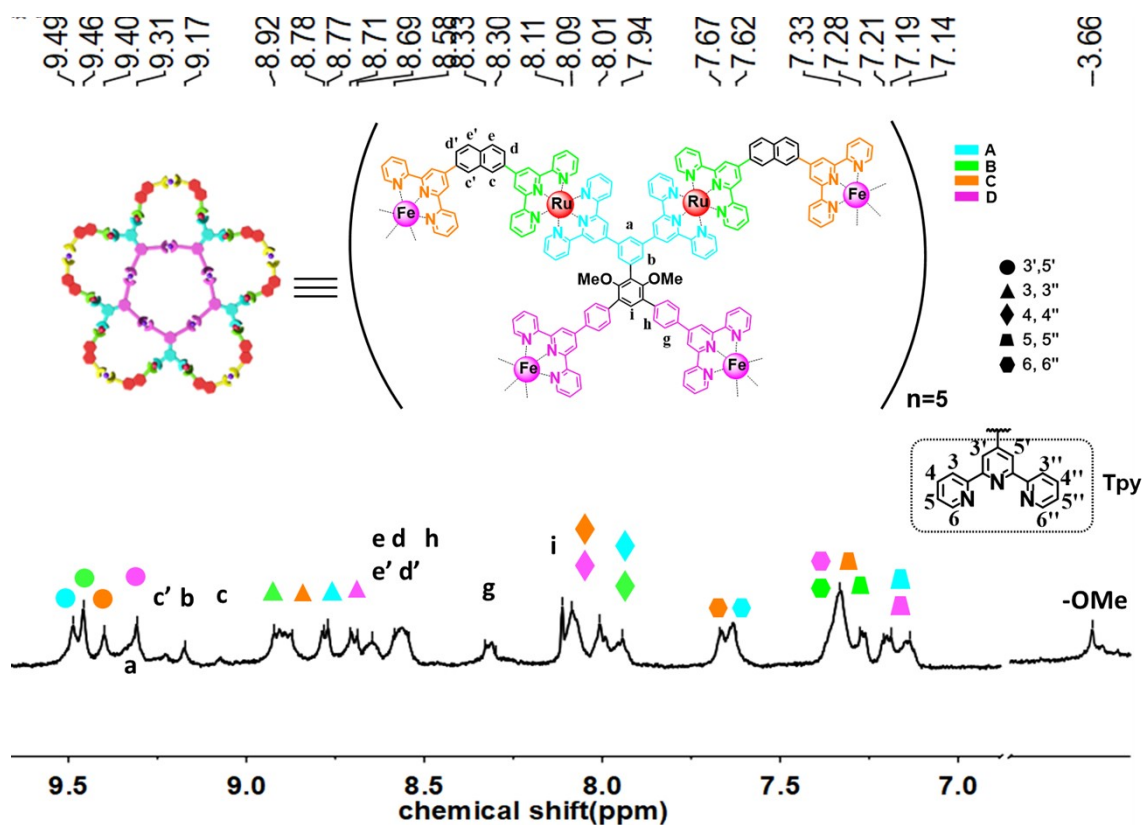 9.49 9.46 9.40 9.31 9.17 8.92 8.78 8.77 8.71 8.69 8.58 8.33 8.30 8.11 8.09 8.01 7.94 7.67 7.62 7.33 7.28 7.21 7.19 7.14 3.66
e' e
d' d
c' c
Fe Ru Ru Fe
N N N N N N N N N N N N
N N N N N N
a
b
MeO OMe
i h
g
Fe Fe
n=5
A
B
C
D
3',5'
3, 3''
4, 4''
5, 5''
6, 6''
3' 5'
4 3 3'' 4''
5 N N N 5''
6 6''
Tpy
e d h
e' d'
c' b c a
g
i
-OMe
9.5 9.0 8.5 8.0 7.5 7.0
chemical shift(ppm)